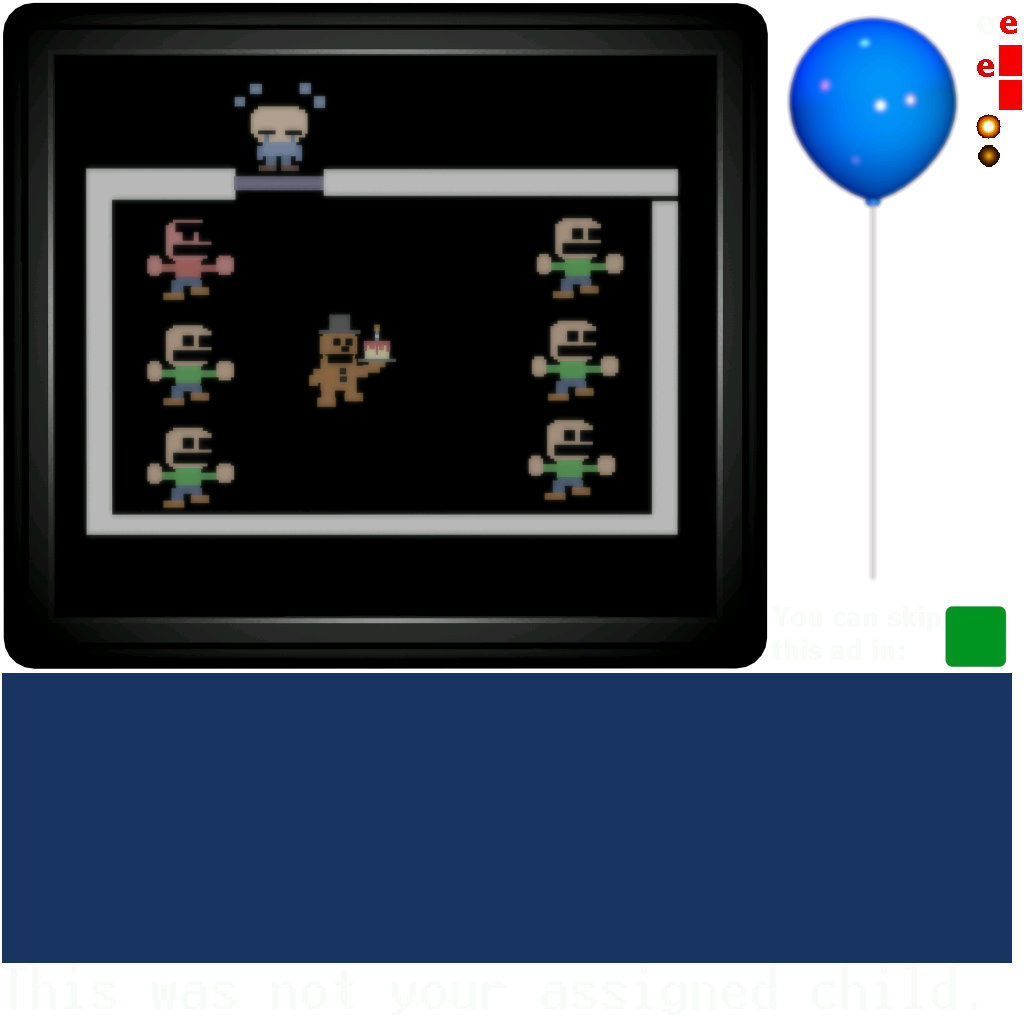 e e
e
You can skip
this ad in:
This was not your assigned child.